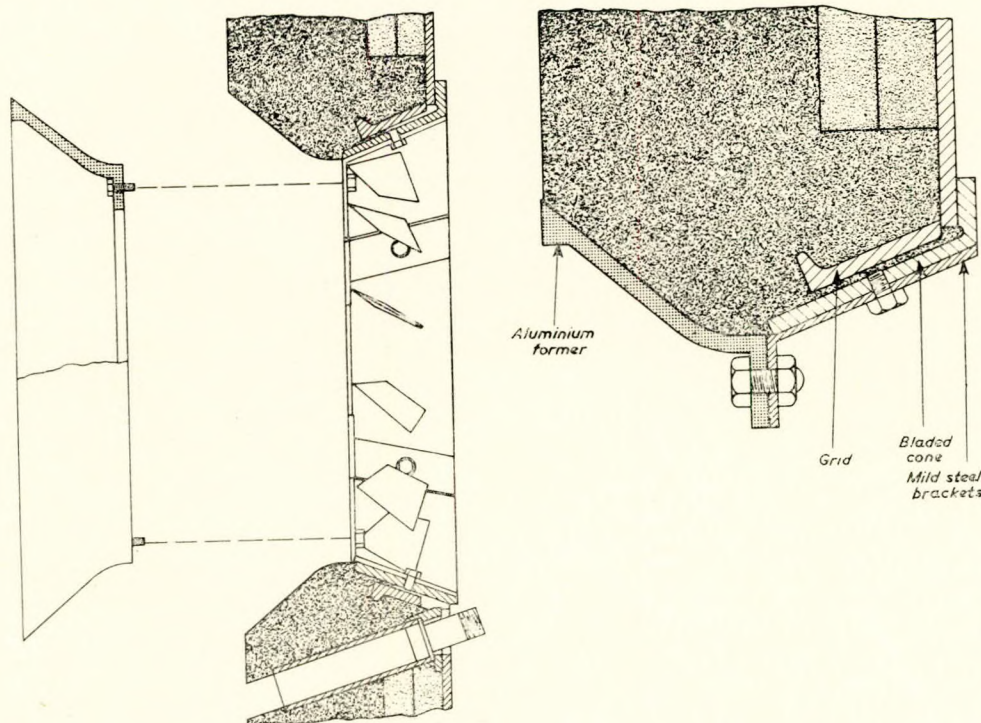 Aluminium
former
Grid
Bladed
cone
Mild steel
brackets